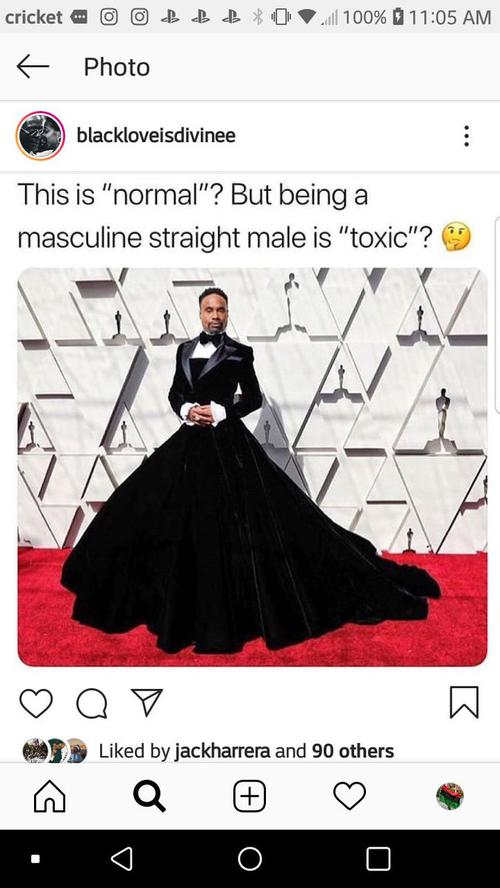 cricket 100% 11:05 AM
Photo
blackloveisdivinee
This is “normal”? But being a
masculine straight male is “toxic”? 🤔
Liked by jackharrera and 90 others